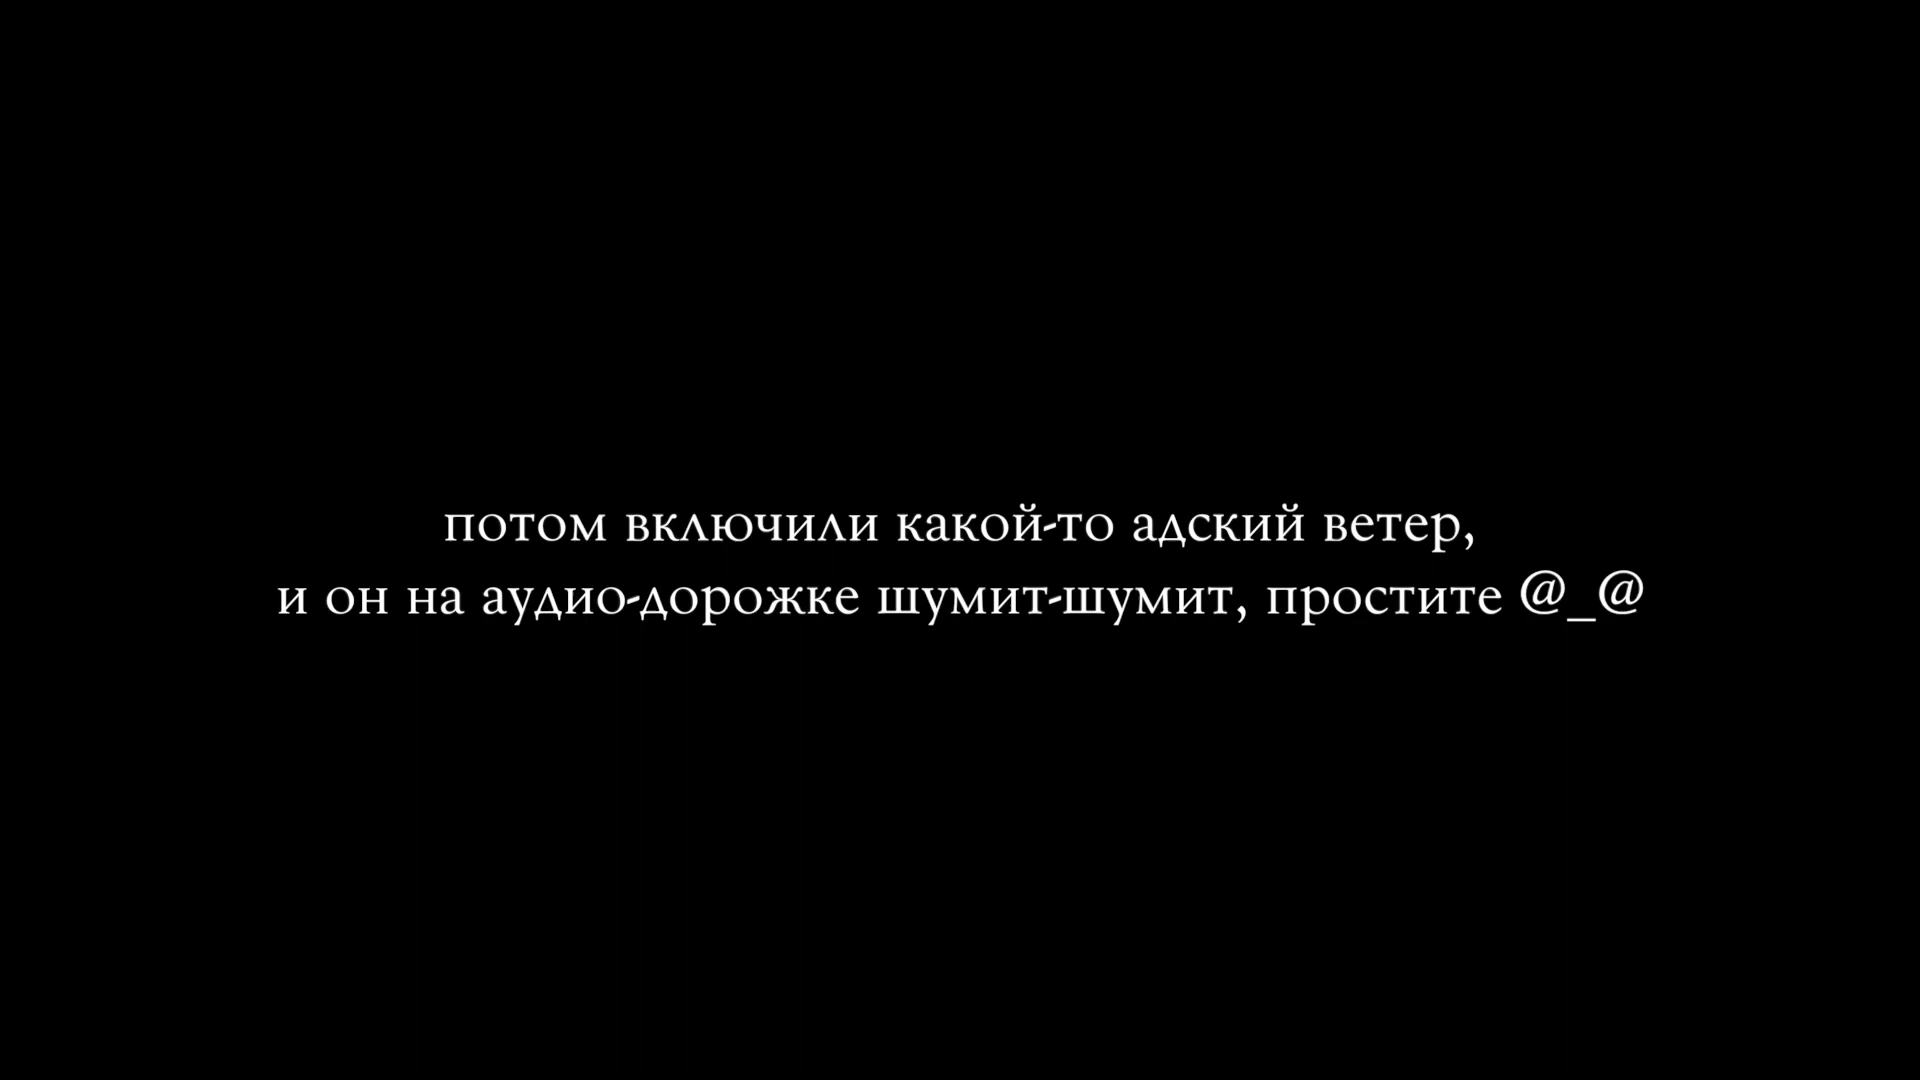 потом включили какой-то адский ветер,
и он на аудио-дорожке шумит-шумит, простите @_@